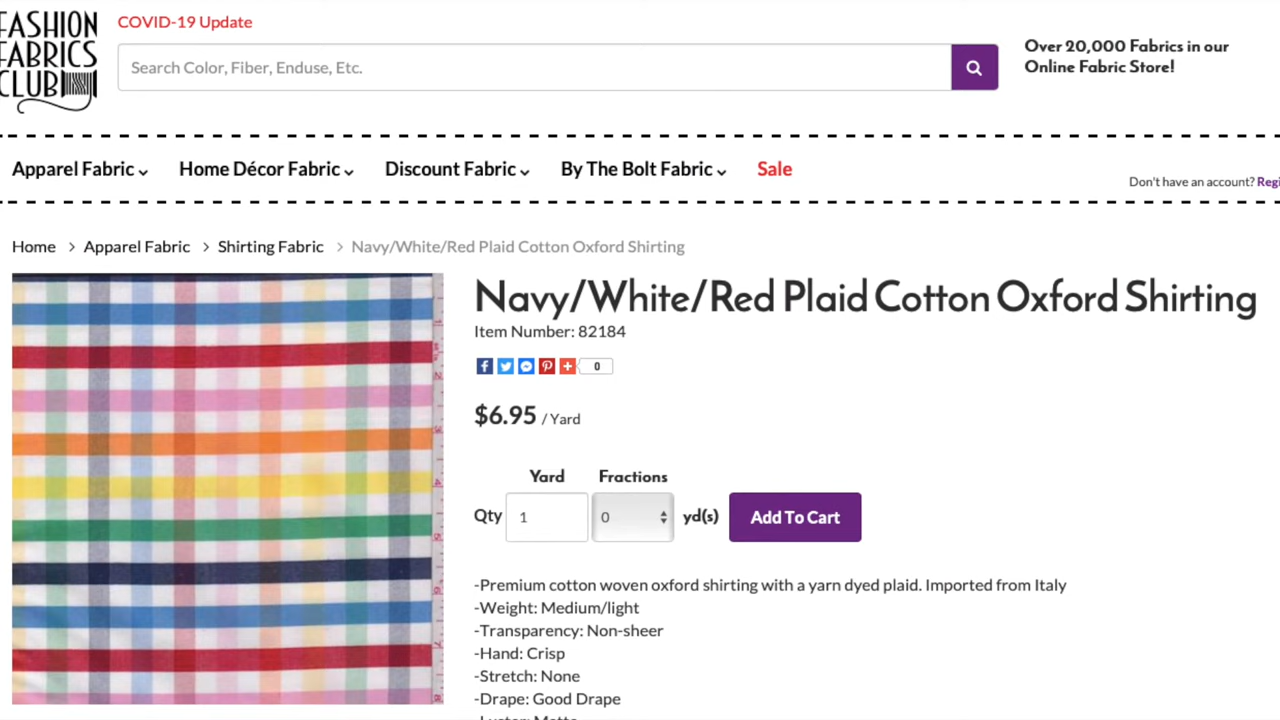 FASHION
FABRICS
CLUB
COVID-19 Update
Search Color, Fiber, Enduse, Etc.
Over 20,000 Fabrics in our
Online Fabric Store!
Apparel Fabric
Home Décor Fabric
Discount Fabric
By The Bolt Fabric
Sale
Don't have an account? Regi
Home > Apparel Fabric > Shirting Fabric > Navy/White/Red Plaid Cotton Oxford Shirting
Navy/White/Red Plaid Cotton Oxford Shirting
Item Number: 82184
0
$6.95 / Yard
Yard Fractions
Qty 1 0 yd(s) Add To Cart
-Premium cotton woven oxford shirting with a yarn dyed plaid. Imported from Italy
-Weight: Medium/light
-Transparency: Non-sheer
-Hand: Crisp
-Stretch: None
-Drape: Good Drape
-Luster: Matte